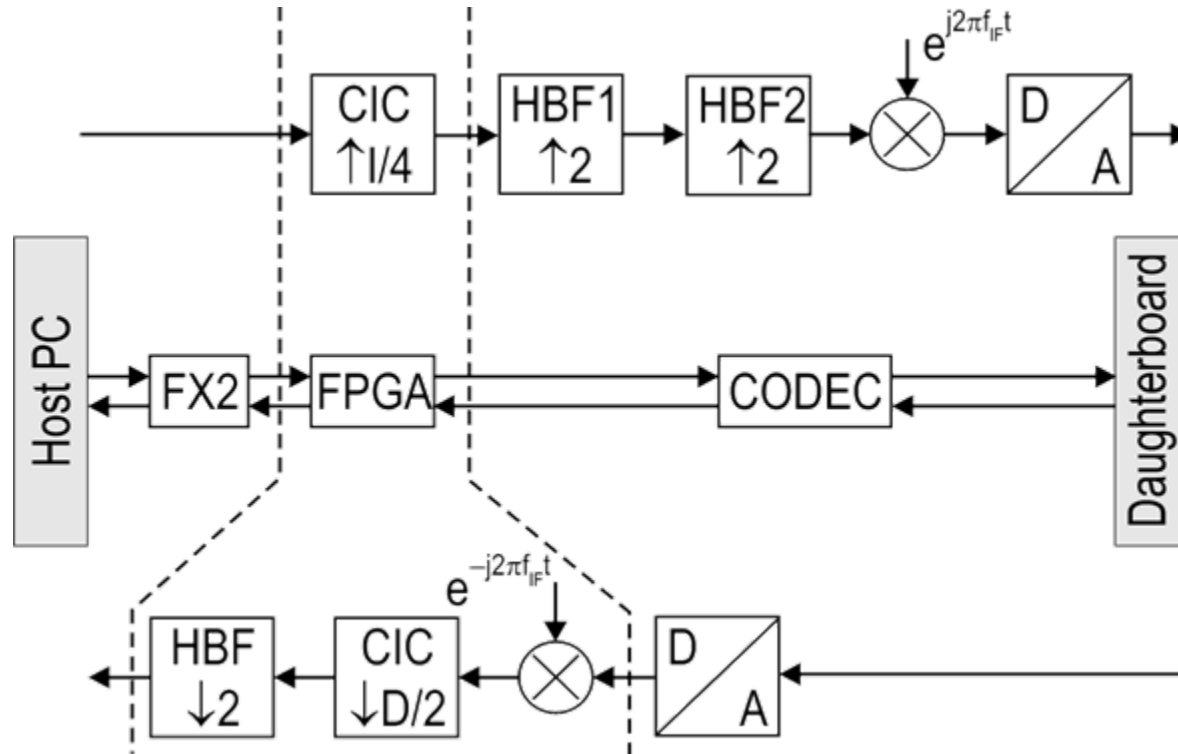 e^{j2πf_{IF}t}
CIC
↑I/4
HBF1
↑2
HBF2
↑2
D
A
Host PC
FX2
FPGA
CODEC
Daughterboard
e^{–j2πf_{IF}t}
HBF
↓2
CIC
↓D/2
D
A